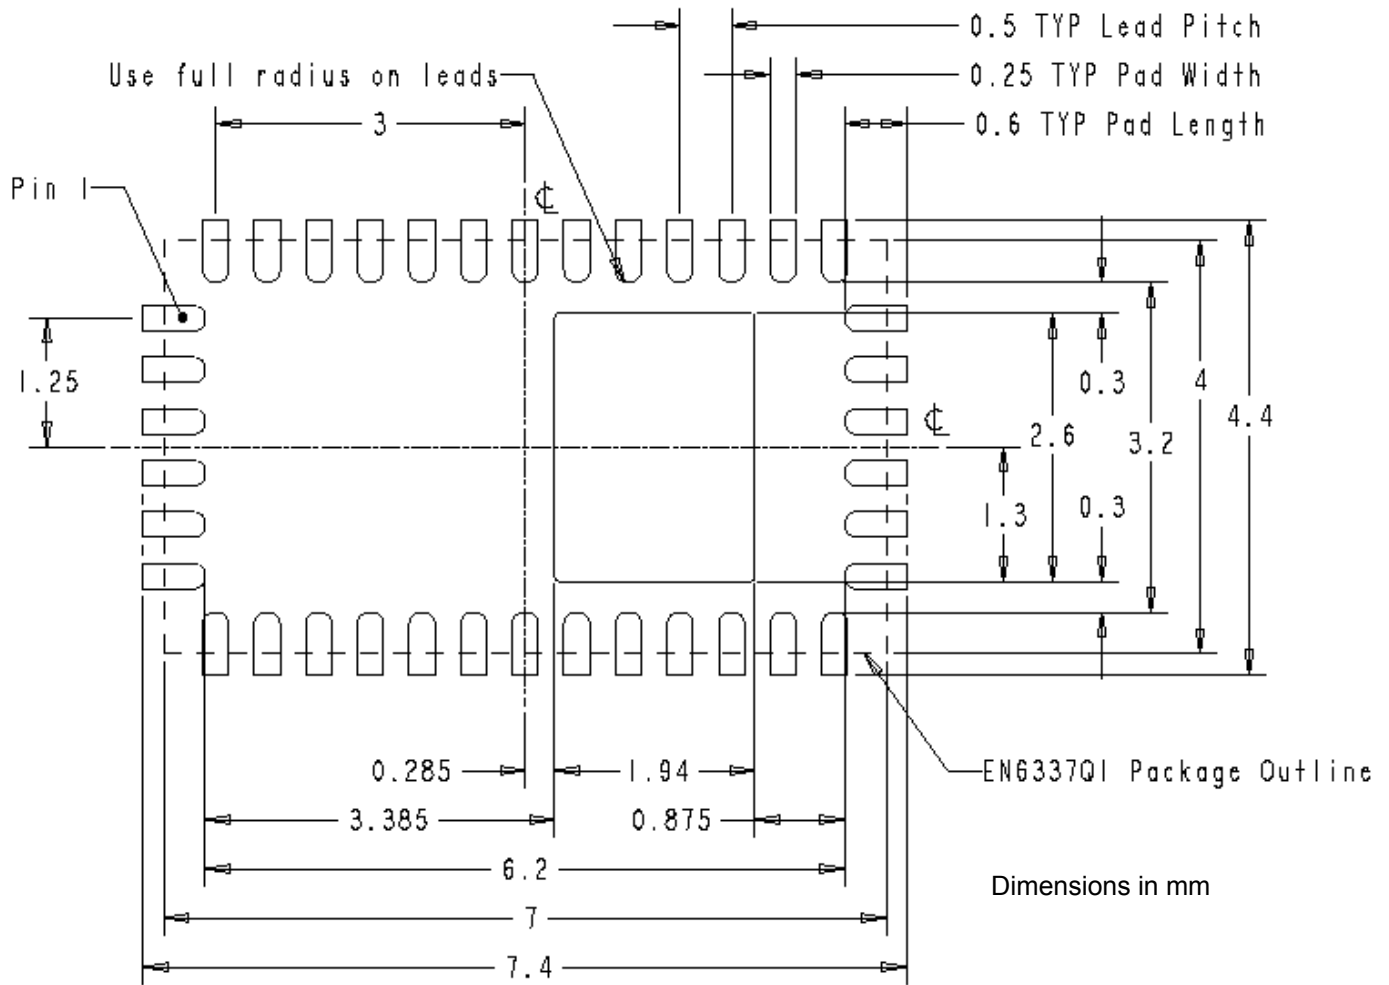 0.5 TYP Lead Pitch
Use full radius on leads
0.25 TYP Pad Width
3
0.6 TYP Pad Length
Pin 1
℄
1.25
0.3
4
℄
4.4
2.6
3.2
1.3
0.3
0.285
1.94
EN6337QI Package Outline
3.385
0.875
6.2
Dimensions in mm
7
7.4